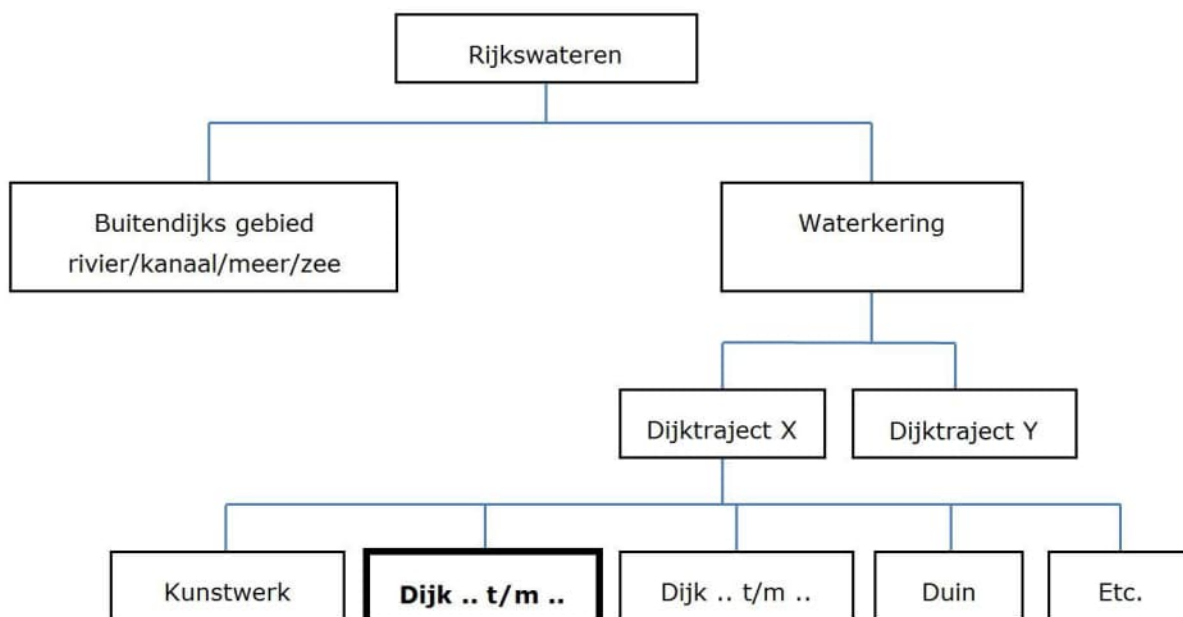 Rijkswateren
Buitendijks gebied
rivier/kanaal/meer/zee
Waterkering
Dijktraject X
Dijktraject Y
Kunstwerk
Dijk .. t/m ..
Dijk .. t/m ..
Duin
Etc.